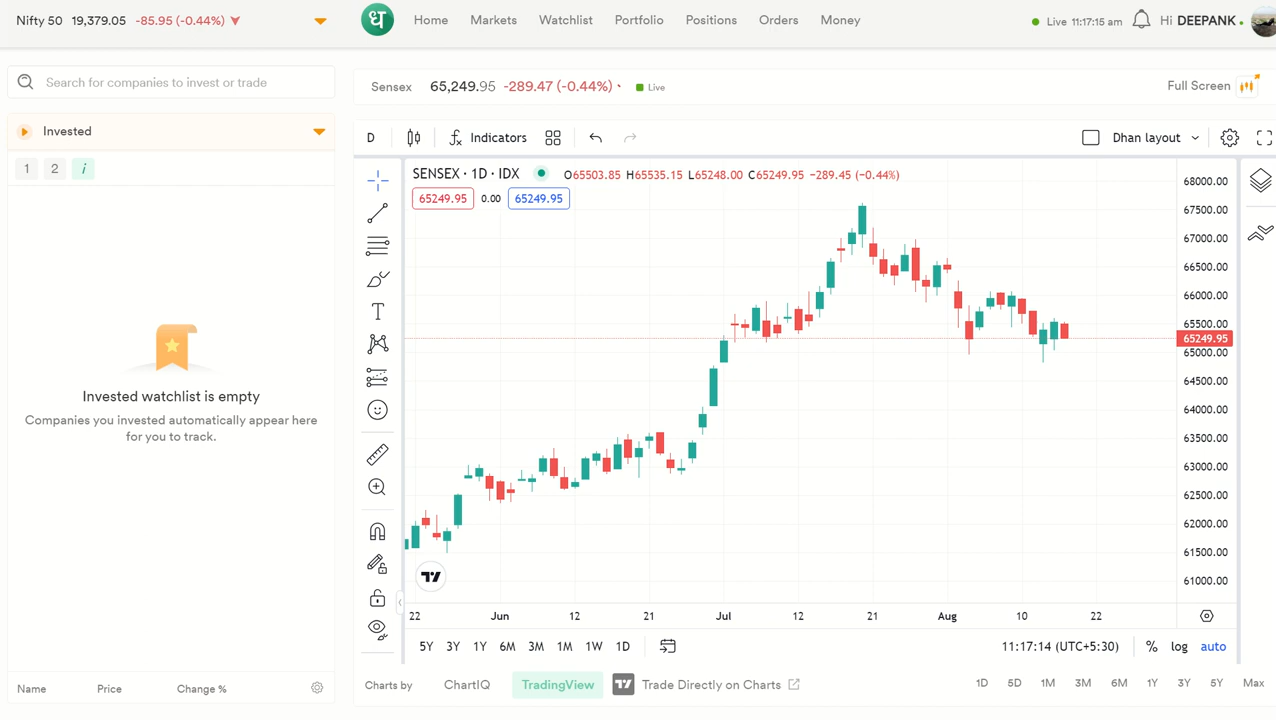 Nifty 50 19,379.05 -85.95 (-0.44%)
ध
Home Markets Watchlist Portfolio Positions Orders Money
Live 11:17:15 am
Hi DEEPANK
Search for companies to invest or trade
Sensex 65,249.95 -289.47 (-0.44%) Live
Full Screen
Invested
1 2 i
D Indicators
Dhan layout
SENSEX · 1D · IDX O65503.85 H65535.15 L65248.00 C65249.95 -289.45 (-0.44%)
65249.95 0.00 65249.95
68000.00
67500.00
67000.00
66500.00
66000.00
65500.00
65249.95
65000.00
64500.00
64000.00
63500.00
63000.00
62500.00
62000.00
61500.00
61000.00
T
Invested watchlist is empty
Companies you invested automatically appear here
for you to track.
22 Jun 12 21 Jul 12 21 Aug 10 22
5Y 3Y 1Y 6M 3M 1M 1W 1D
11:17:14 (UTC+5:30) % log auto
Name Price Change %
Charts by ChartIQ TradingView Trade Directly on Charts
1D 5D 1M 3M 6M 1Y 3Y 5Y Max